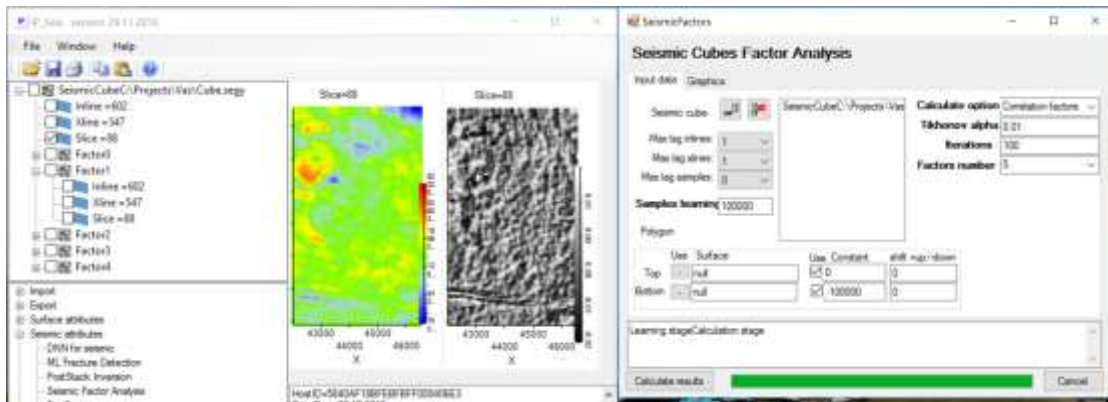 File Window Help
SeismicCubeC:\Projects\Vas\Cube.segy
Inline =602
Xline =347
Slice =88
Factor0
Factor1
Inline =602
Xline =347
Slice =88
Factor2
Factor3
Factor4
Import
Export
Surface attributes
Seismic attributes
DNN for seismic
ML Fracture Detection
PostStack Inversion
Seismic Factor Analysis
Slice=88
43000 45000
44000 46000
X
Slice=88
43000 45000
44000 46000
X
SeismicFactors
Seismic Cubes Factor Analysis
Input data Graphics
Seismic cube
SeismicCubeC:\Projects\Vas
Max lag inlines: 1
Max lag xlines: 1
Max lag samples: 0
Samples learning 100000
Calculate option Correlation factors
Tikhonov alpha 0.01
Iterations 100
Factors number 5
Polygon
Use Surface Use Constant shift +up/-down
Top null 0 0
Bottom null 100000 0
Learning stageCalculation stage
Calculate results Cancel